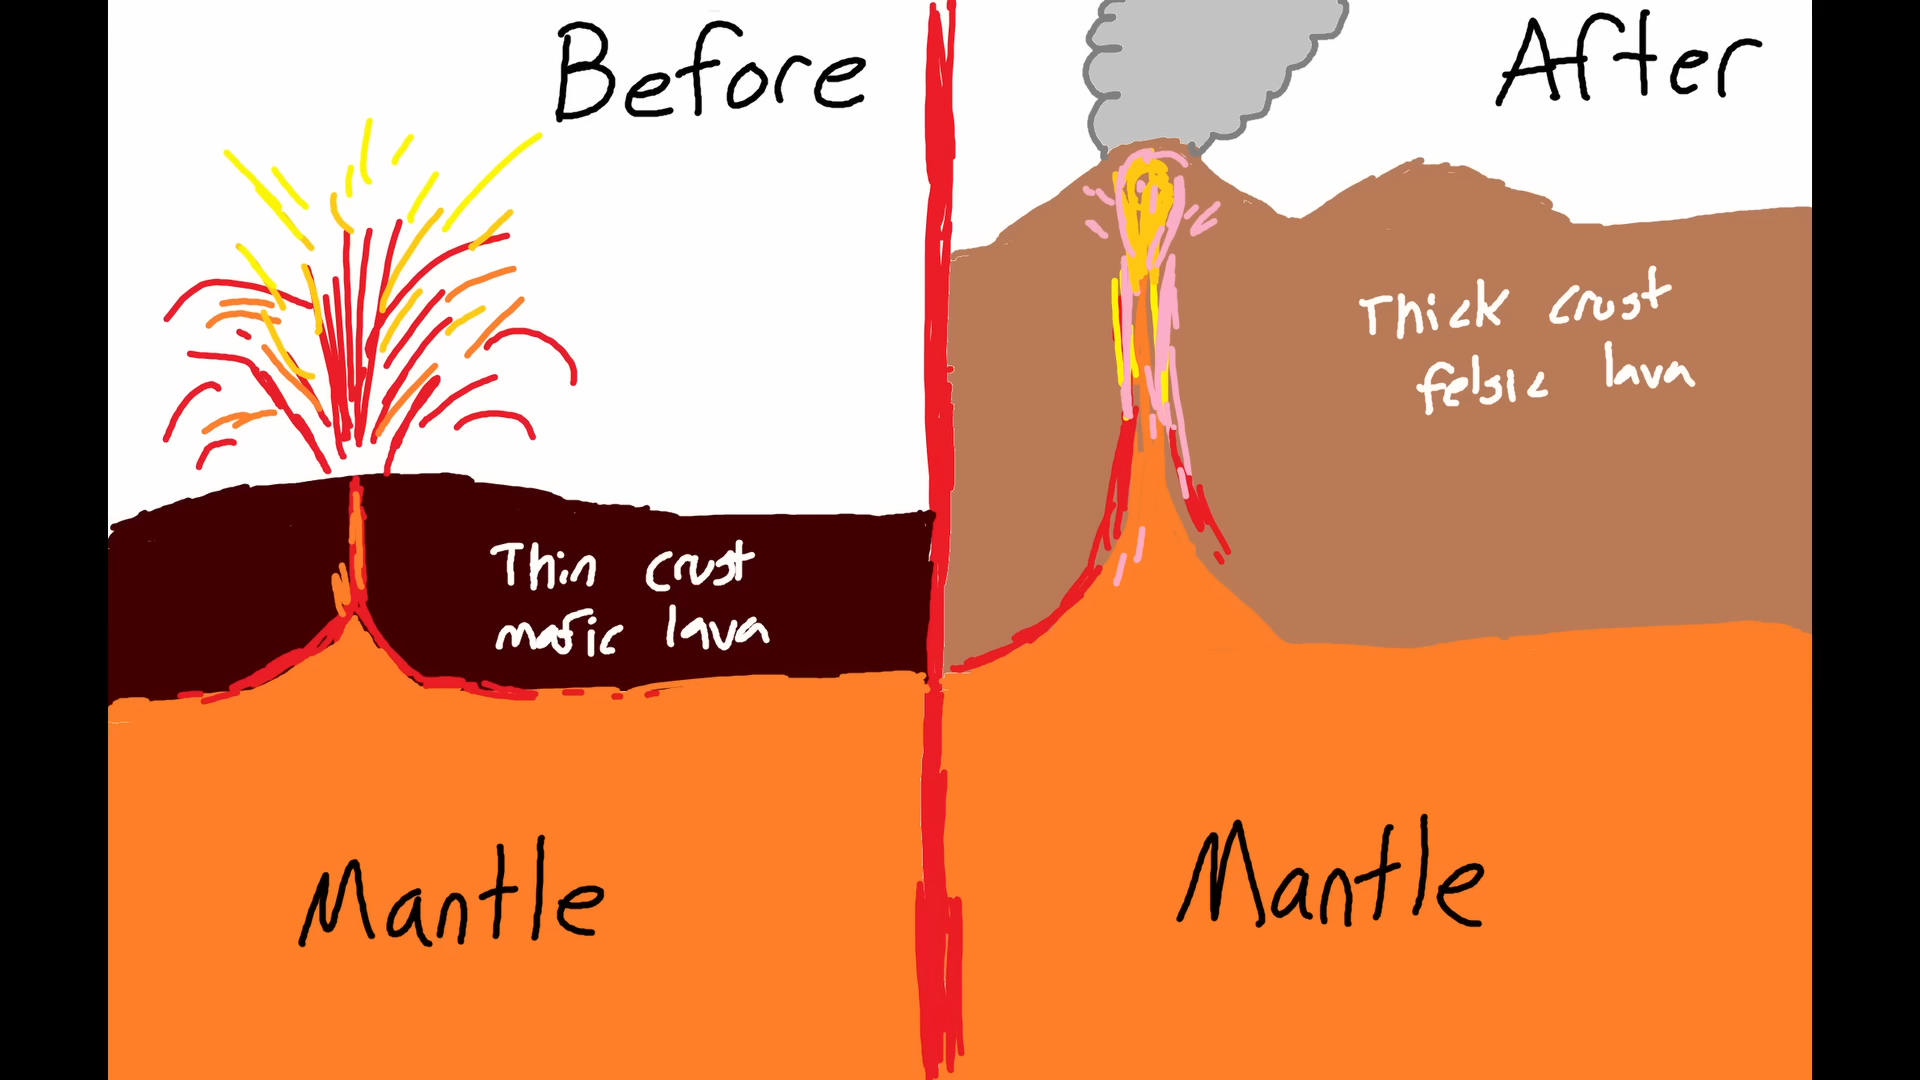 Before
Thin crust
mafic lava
Mantle
After
Thick crust
felsic lava
Mantle